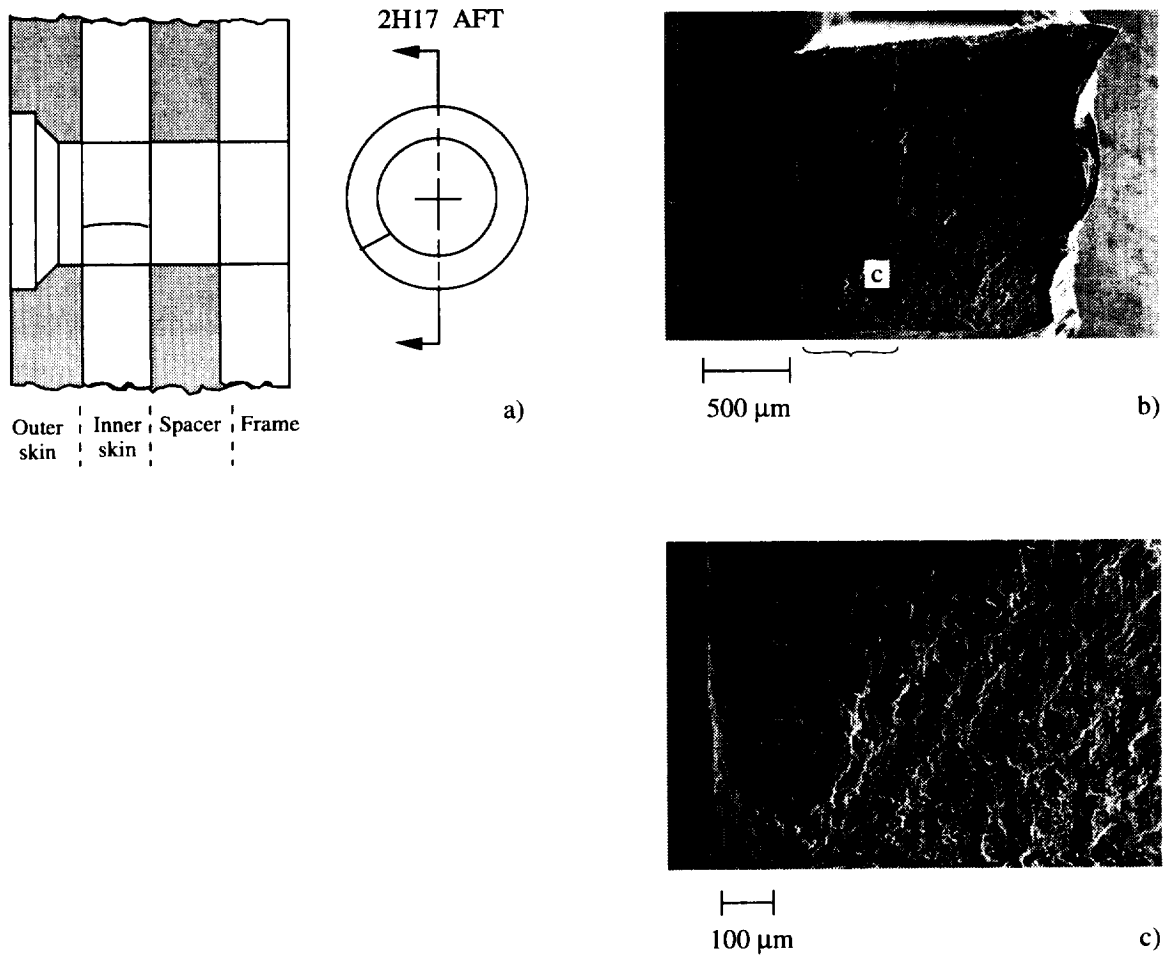 2H17 AFT
Outer skin
Inner skin
Spacer
Frame
a)
c
500 μm
b)
100 μm
c)